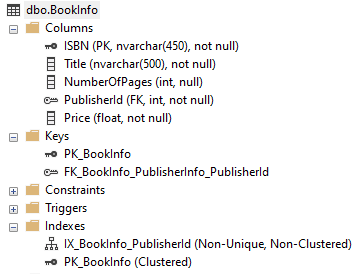 dbo.BookInfo
Columns
ISBN (PK, nvarchar(450), not null)
Title (nvarchar(500), not null)
NumberOfPages (int, null)
PublisherId (FK, int, not null)
Price (float, not null)
Keys
PK_BookInfo
FK_BookInfo_PublisherInfo_PublisherId
Constraints
Triggers
Indexes
IX_BookInfo_PublisherId (Non-Unique, Non-Clustered)
PK_BookInfo (Clustered)